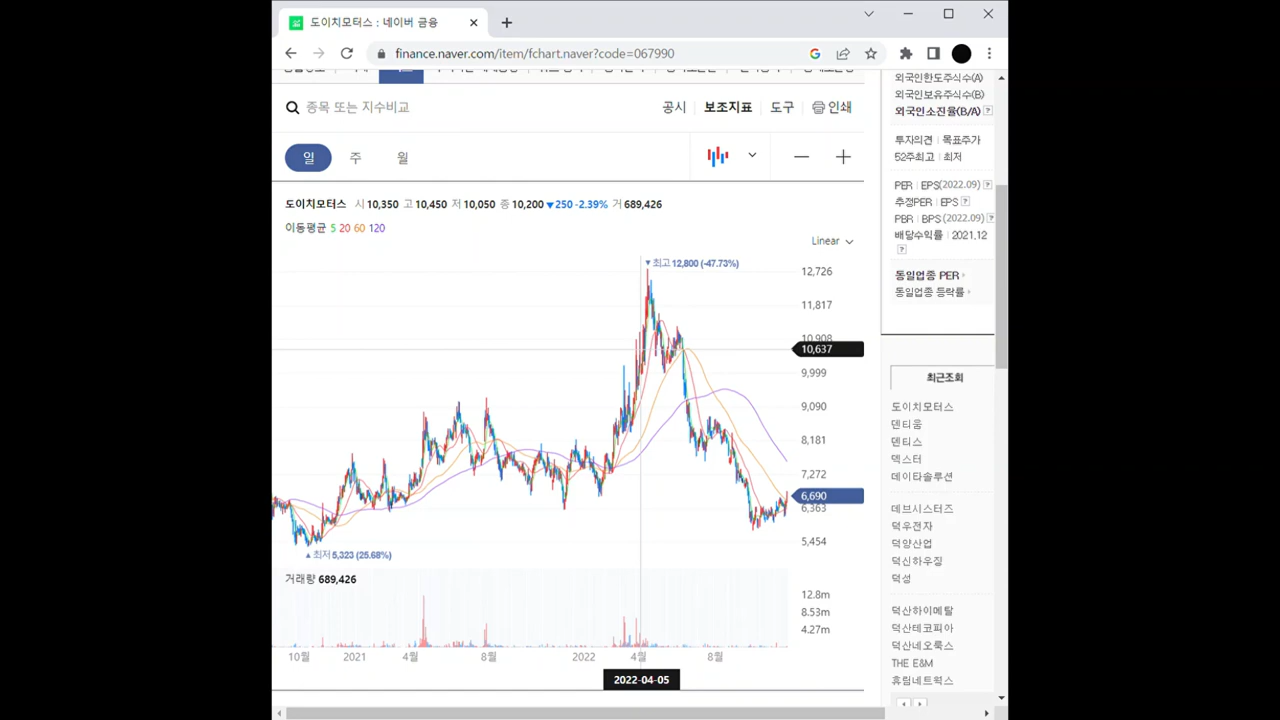 도이치모터스 : 네이버 금융
finance.naver.com/item/fchart.naver?code=067990
종목 또는 지수비교
공시 보조지표 도구 인쇄
일 주 월
도이치모터스 시 10,350 고 10,450 저 10,050 종 10,200 ▼250 -2.39% 거 689,426
이동평균 5 20 60 120
Linear
▼최고 12,800 (-47.73%)
12,726
11,817
10,908
10,637
9,999
9,090
8,181
7,272
6,690
6,363
5,454
▲최저 5,323 (25.68%)
거래량 689,426
12.8m
8.53m
4.27m
10월 2021 4월 8월 2022 4월 8월
2022-04-05
외국인한도주식수(A)
외국인보유주식수(B)
외국인소진율(B/A) ?
투자의견 | 목표주가
52주최고 | 최저
PER | EPS(2022.09) ?
추정PER | EPS ?
PBR | BPS (2022.09) ?
배당수익률 | 2021.12
?
동일업종 PER
동일업종 등락률
최근조회
도이치모터스
덴티움
덴티스
덱스터
데이타솔루션
데브시스터즈
덕우전자
덕양산업
덕신하우징
덕성
덕산하이메탈
덕산테코피아
덕산네오룩스
THE E&M
휴림네트웍스